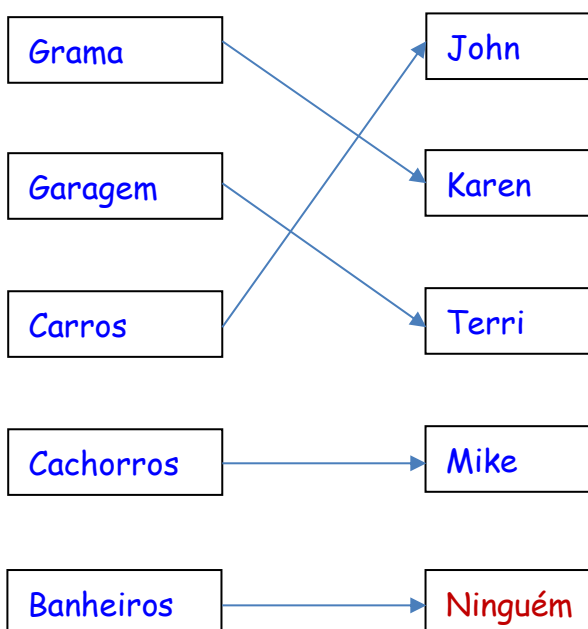 Grama
John
Garagem
Karen
Carros
Terri
Cachorros
Mike
Banheiros
Ninguém